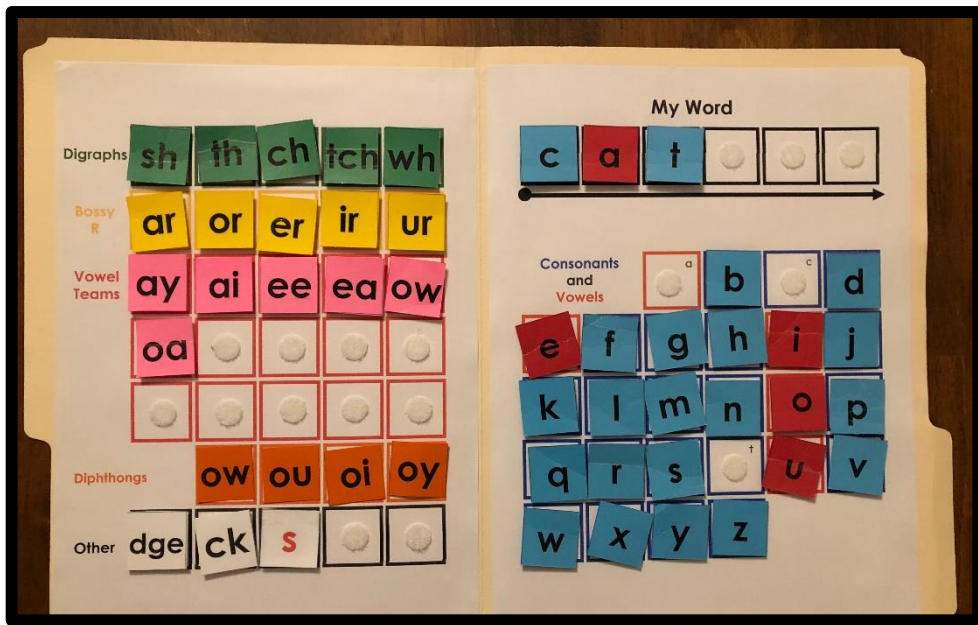 Digraphs sh th ch tch wh
Bossy R ar or er ir ur
Vowel Teams ay ai ee ea ow
oa
Diphthongs ow ou oi oy
Other dge ck s
My Word
c a t
Consonants and Vowels a b c d
e f g h i j
k l m n o p
q r s t u v
w x y z